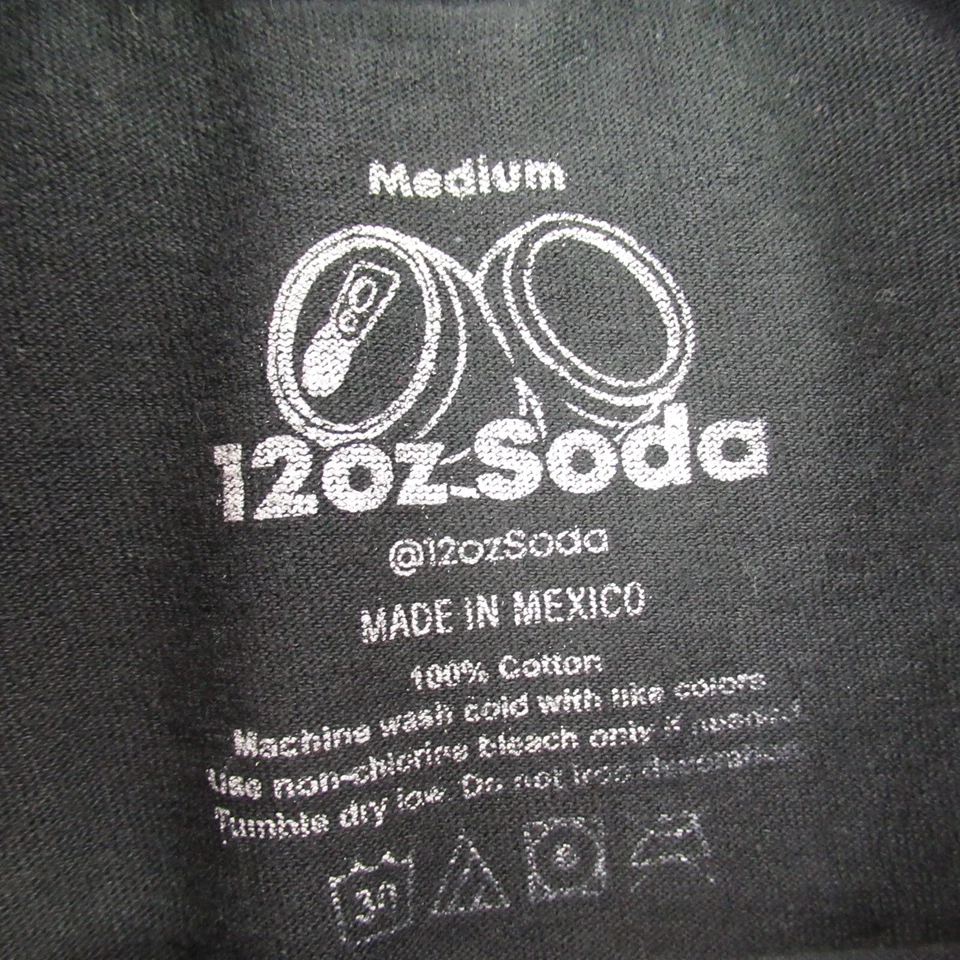 Medium
12oz.Soda
@12ozSoda
MADE IN MEXICO
100% Cotton
Machine wash cold with like colors
Use non-chlorine bleach only if needed
Tumble dry low. Do not iron decoration
30